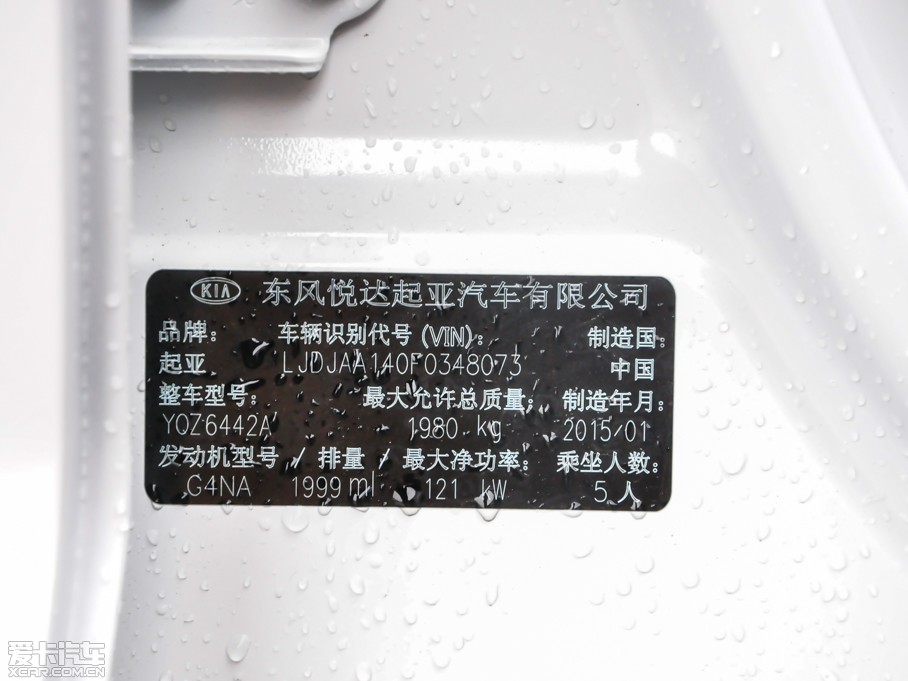 KIA 东风悦达起亚汽车有限公司
品牌: 车辆识别代号(VIN): 制造国:
起亚 LJDJAA140F0348073 中国
整车型号: 最大允许总质量: 制造年月:
YQZ6442A 1980 kg 2015/01
发动机型号 / 排量 / 最大净功率: 乘坐人数:
G4NA 1999 ml 121 kW 5人
爱卡汽车
XCAR.COM.CN